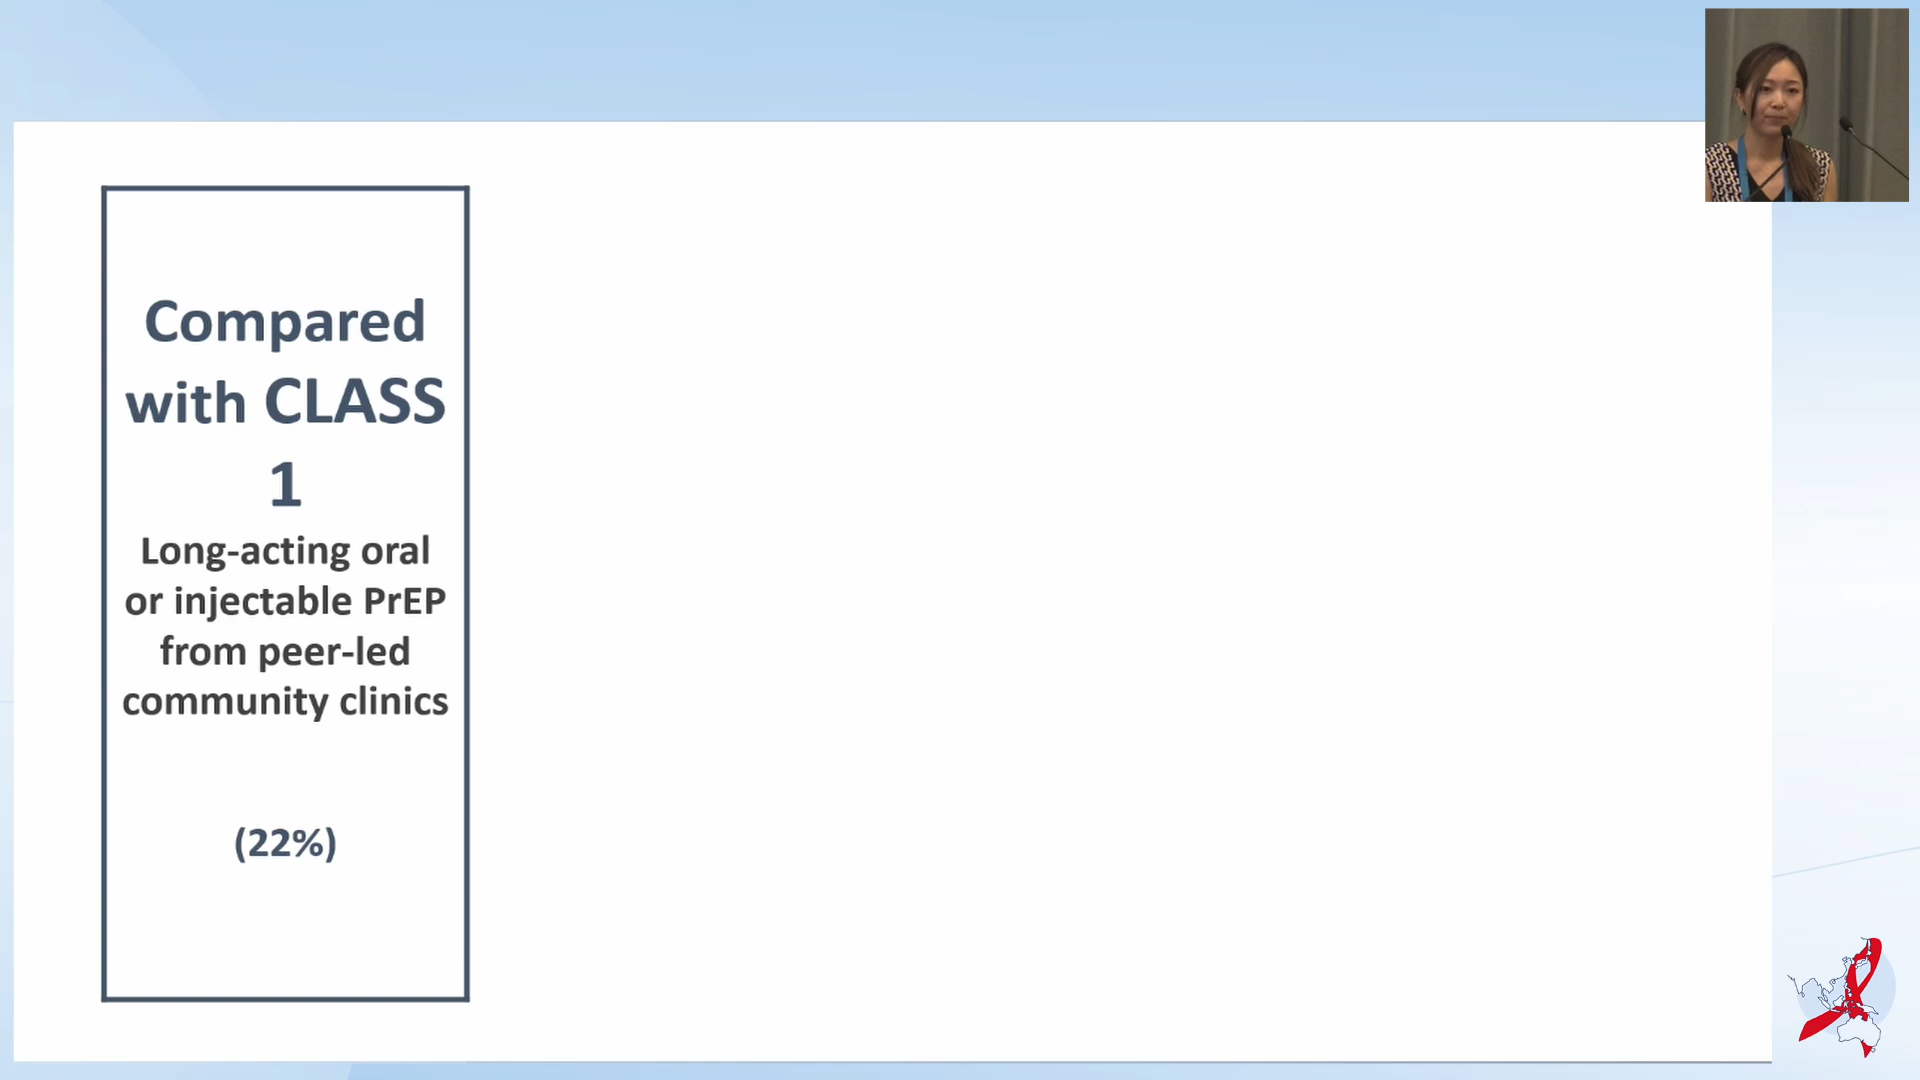 Compared
with CLASS
1
Long-acting oral
or injectable PrEP
from peer-led
community clinics
(22%)